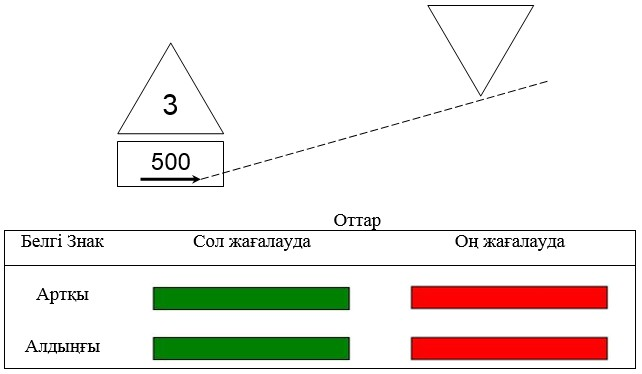 3
500
Оттар
Белгі Знак Сол жағалауда Оң жағалауда
Артқы
Алдыңғы